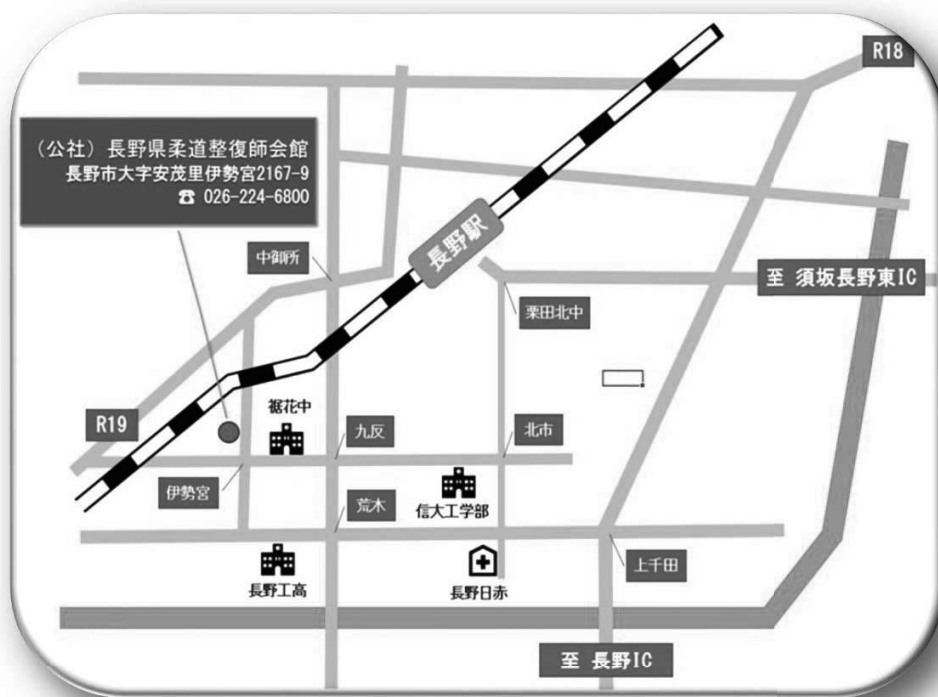 R18
(公社) 長野県柔道整復師会館
長野市大字安茂里伊勢宮2167-9
☎ 026-224-6800
長野駅
中御所
至 須坂長野東IC
栗田北中
裾花中
R19
九反
北市
伊勢宮
荒木
信大工学部
上千田
長野工高
長野日赤
至 長野IC